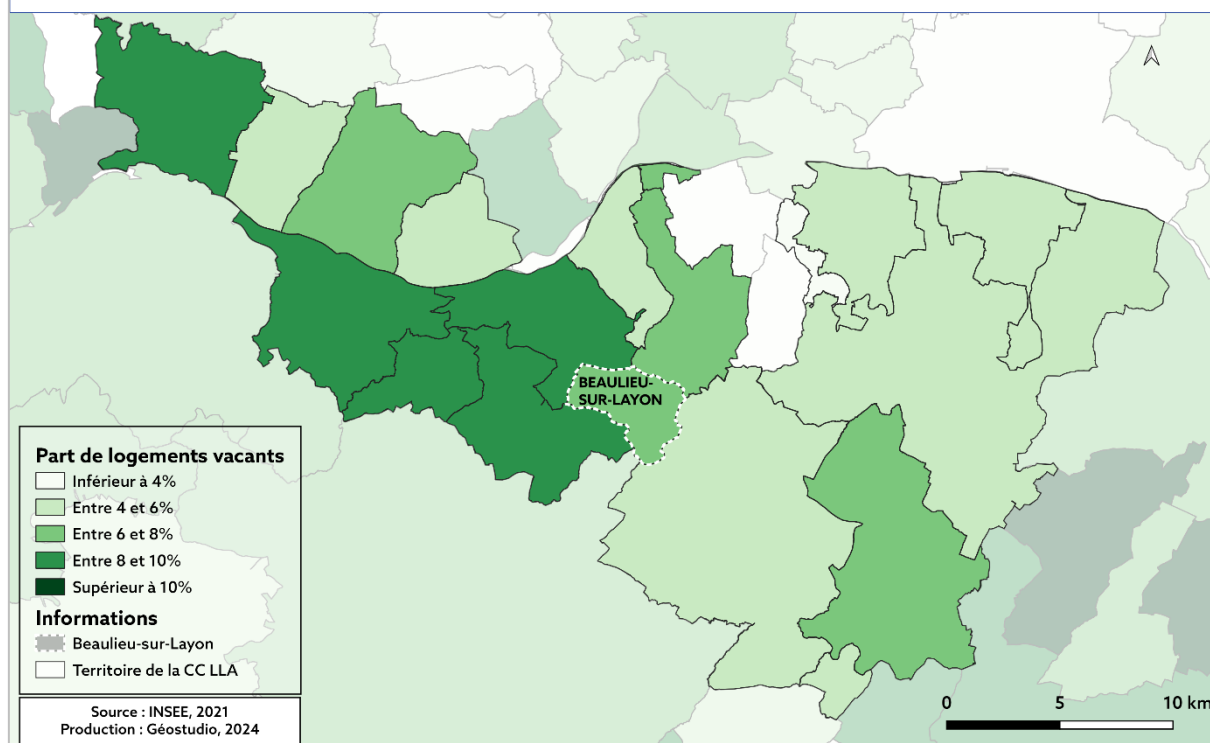 BEAULIEU-
SUR-LAYON
Part de logements vacants
Inférieur à 4%
Entre 4 et 6%
Entre 6 et 8%
Entre 8 et 10%
Supérieur à 10%
Informations
Beaulieu-sur-Layon
Territoire de la CC LLA
Source : INSEE, 2021
Production : Géostudio, 2024
0 5 10 km